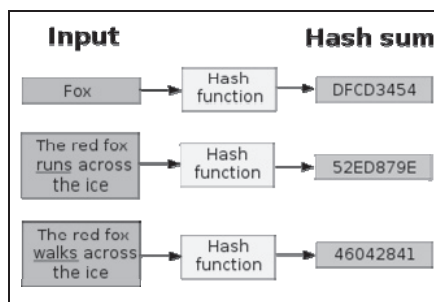 Input
Hash sum
Fox
Hash
function
DFCD3454
The red fox
runs across
the ice
Hash
function
52ED879E
The red fox
walks across
the ice
Hash
function
46042841